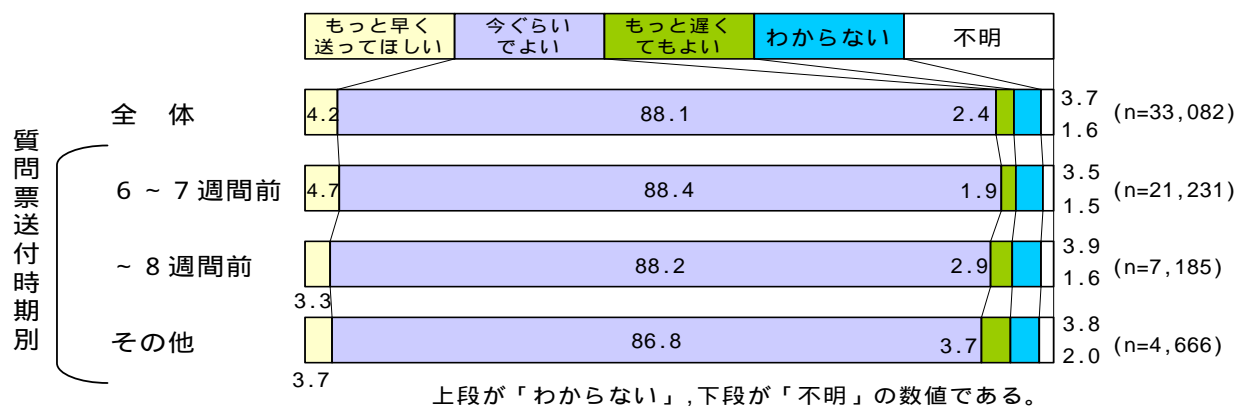 もっと早く
送ってほしい
今ぐらい
でよい
もっと遅く
てもよい
わからない
不明
質問票送付時期別
全　体
4.2
88.1
2.4
3.7
1.6
(n=33,082)
６～７週間前
4.7
88.4
1.9
3.5
1.5
(n=21,231)
～８週間前
3.3
88.2
2.9
3.9
1.6
(n=7,185)
その他
3.7
86.8
3.7
3.8
2.0
(n=4,666)
上段が「わからない」,下段が「不明」の数値である。